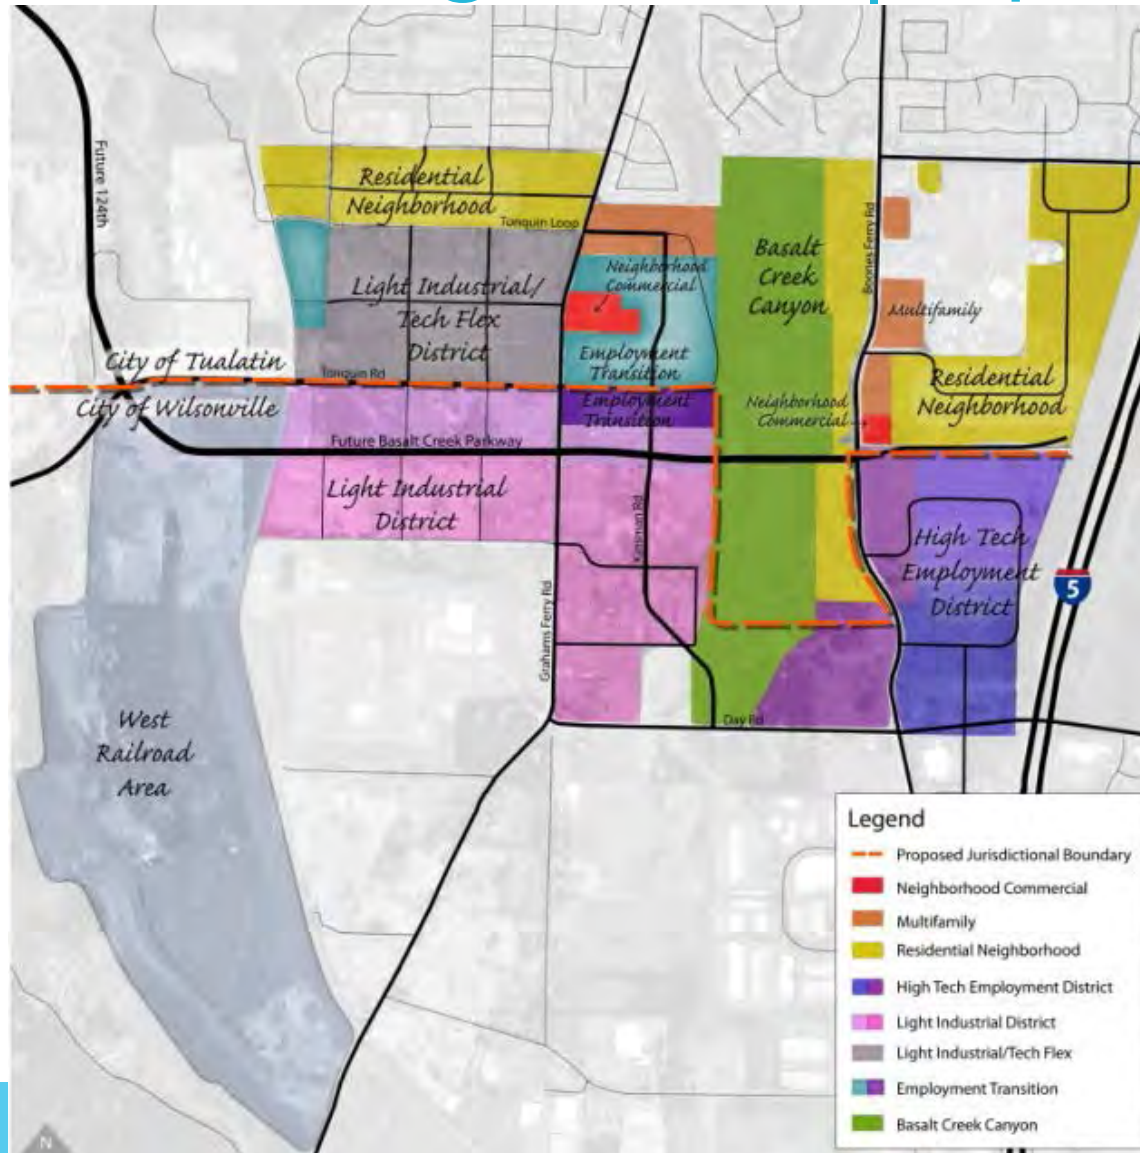 Future 124th
Residential
Neighborhood
Tonquin Loop
Light Industrial/
Tech Flex
District
Neighborhood
Commercial
Basalt
Creek
Canyon
Boones Ferry Rd
Multifamily
City of Tualatin
Tonquin Rd
Employment
Transition
City of Wilsonville
Employment
Transition
Neighborhood
Commercial
Residential
Neighborhood
Future Basalt Creek Parkway
Light Industrial
District
Kinsman Rd
High Tech
Employment
District
5
Grahams Ferry Rd
West
Railroad
Area
Day Rd
Legend
Proposed Jurisdictional Boundary
Neighborhood Commercial
Multifamily
Residential Neighborhood
High Tech Employment District
Light Industrial District
Light Industrial/Tech Flex
Employment Transition
Basalt Creek Canyon
N